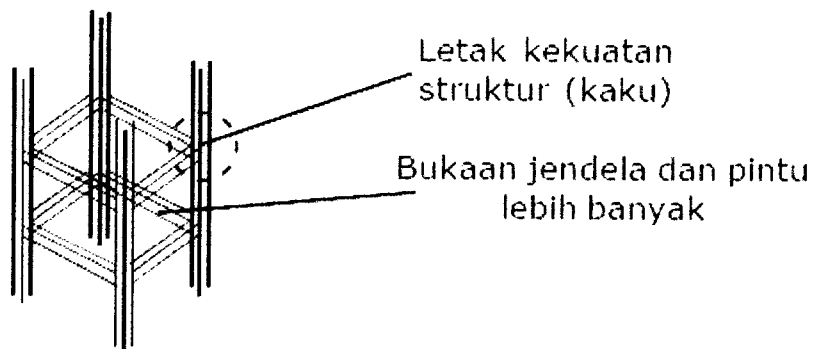 Letak kekuatan
struktur (kaku)
Bukaan jendela dan pintu
lebih banyak